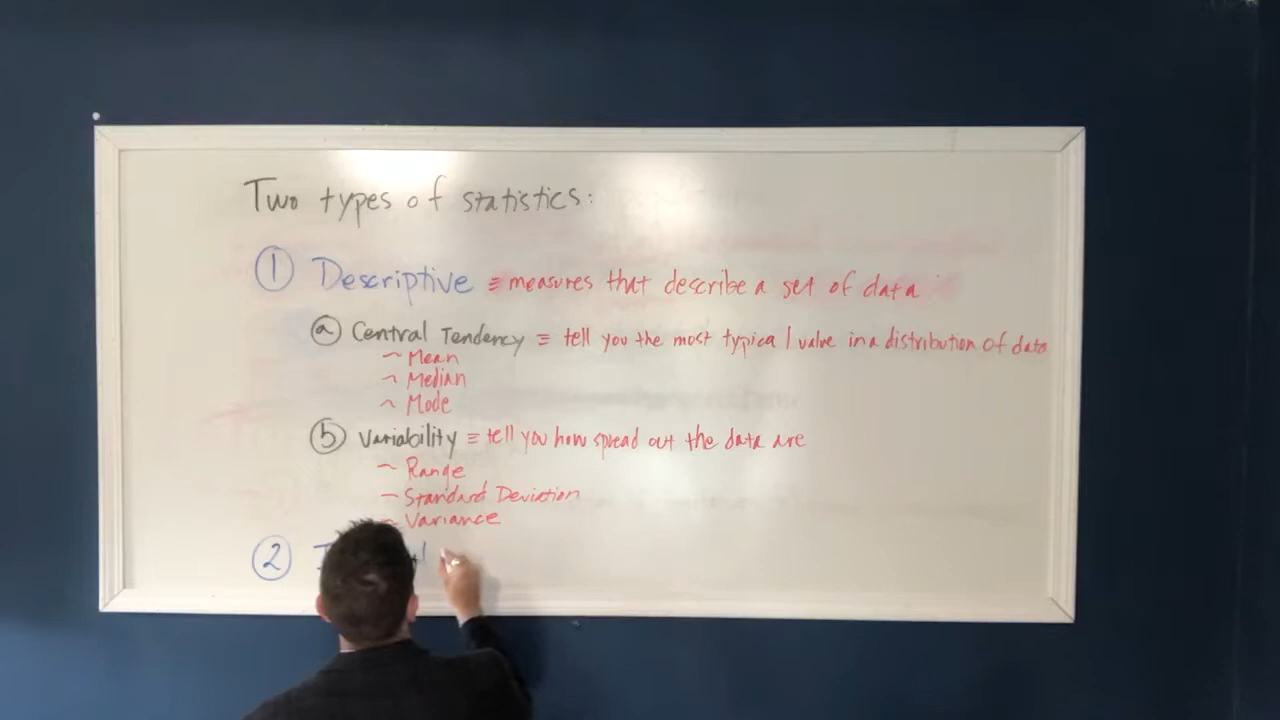 Two types of statistics:
① Descriptive ≡ measures that describe a set of data
ⓐ Central Tendency ≡ tell you the most typical value in a distribution of data
~ Mean
~ Median
~ Mode
ⓑ Variability ≡ tell you how spread out the data are
~ Range
~ Standard Deviation
~ Variance
②